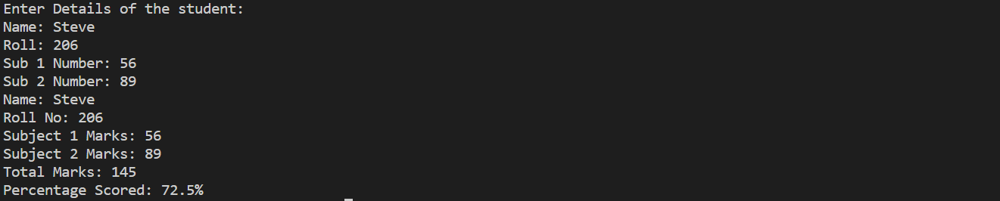 Enter Details of the student:
Name: Steve
Roll: 206
Sub 1 Number: 56
Sub 2 Number: 89
Name: Steve
Roll No: 206
Subject 1 Marks: 56
Subject 2 Marks: 89
Total Marks: 145
Percentage Scored: 72.5%